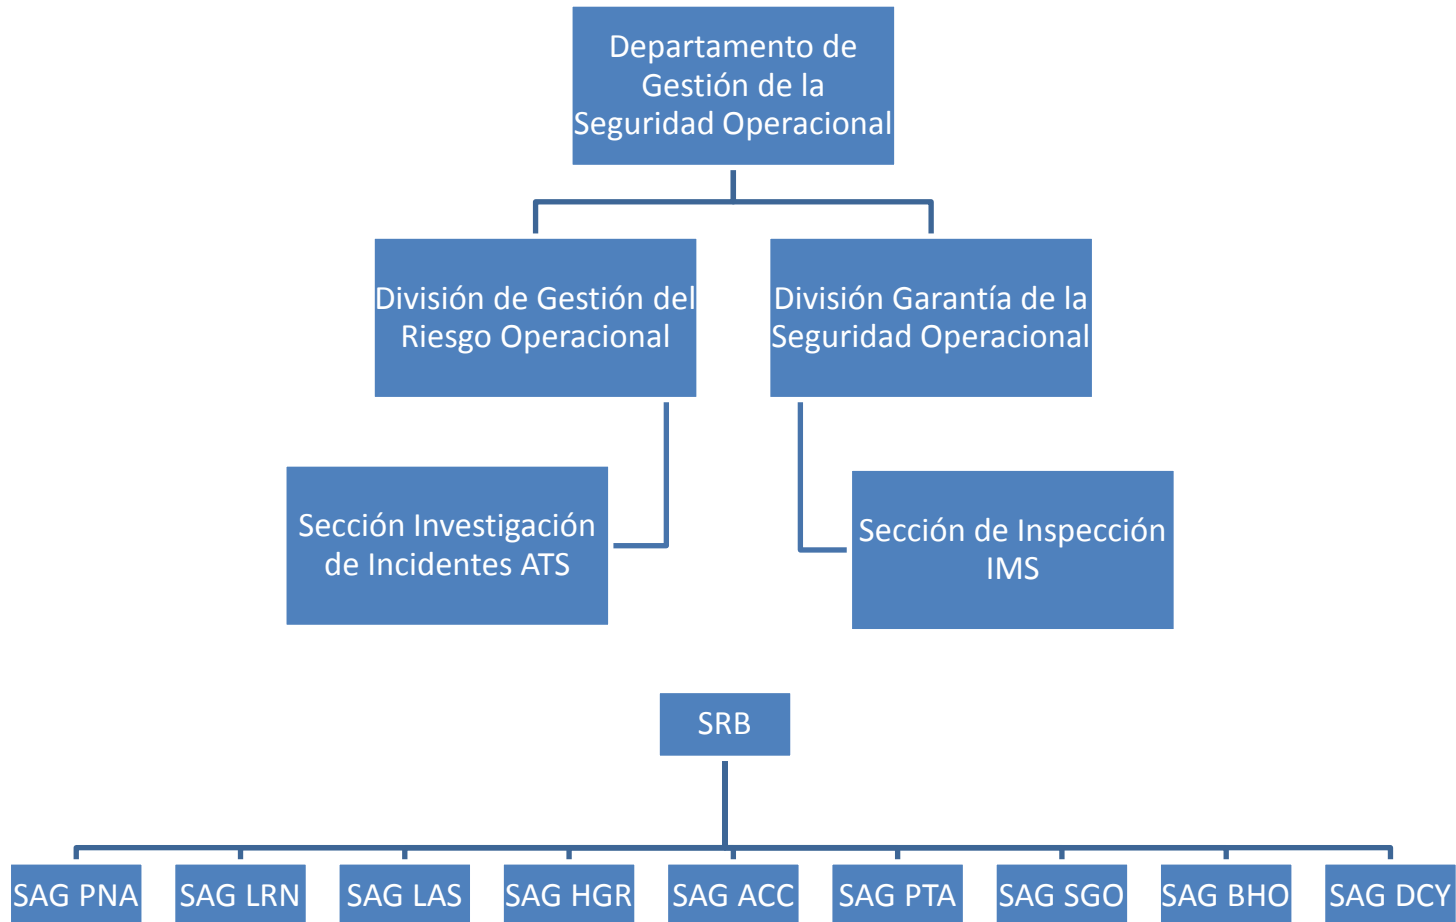 Departamento de
Gestión de la
Seguridad Operacional
División de Gestión del
Riesgo Operacional
División Garantía de la
Seguridad Operacional
Sección Investigación
de Incidentes ATS
Sección de Inspección
IMS
SRB
SAG PNA
SAG LRN
SAG LAS
SAG HGR
SAG ACC
SAG PTA
SAG SGO
SAG BHO
SAG DCY